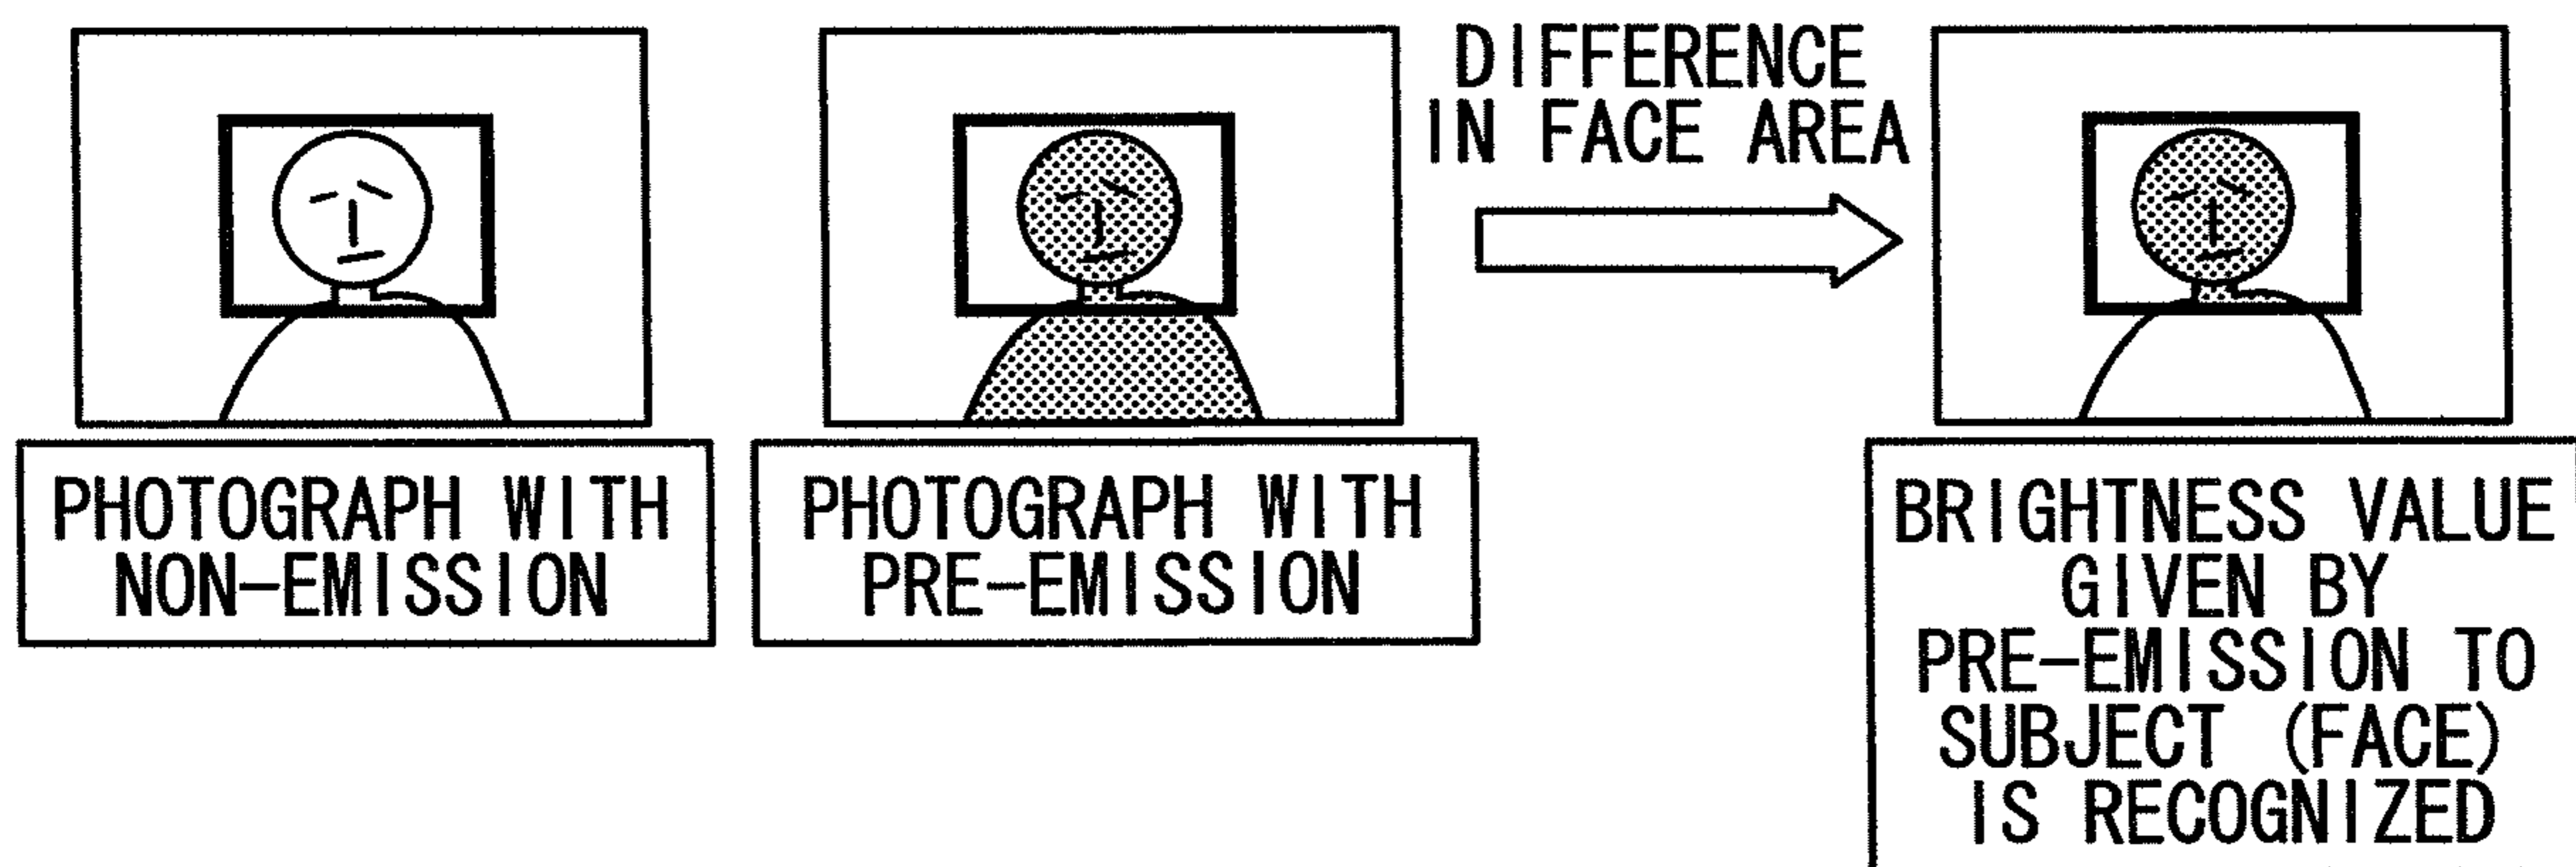 DIFFERENCE
IN FACE AREA
PHOTOGRAPH WITH
NON-EMISSION
PHOTOGRAPH WITH
PRE-EMISSION
BRIGHTNESS VALUE
GIVEN BY
PRE-EMISSION TO
SUBJECT (FACE)
IS RECOGNIZED